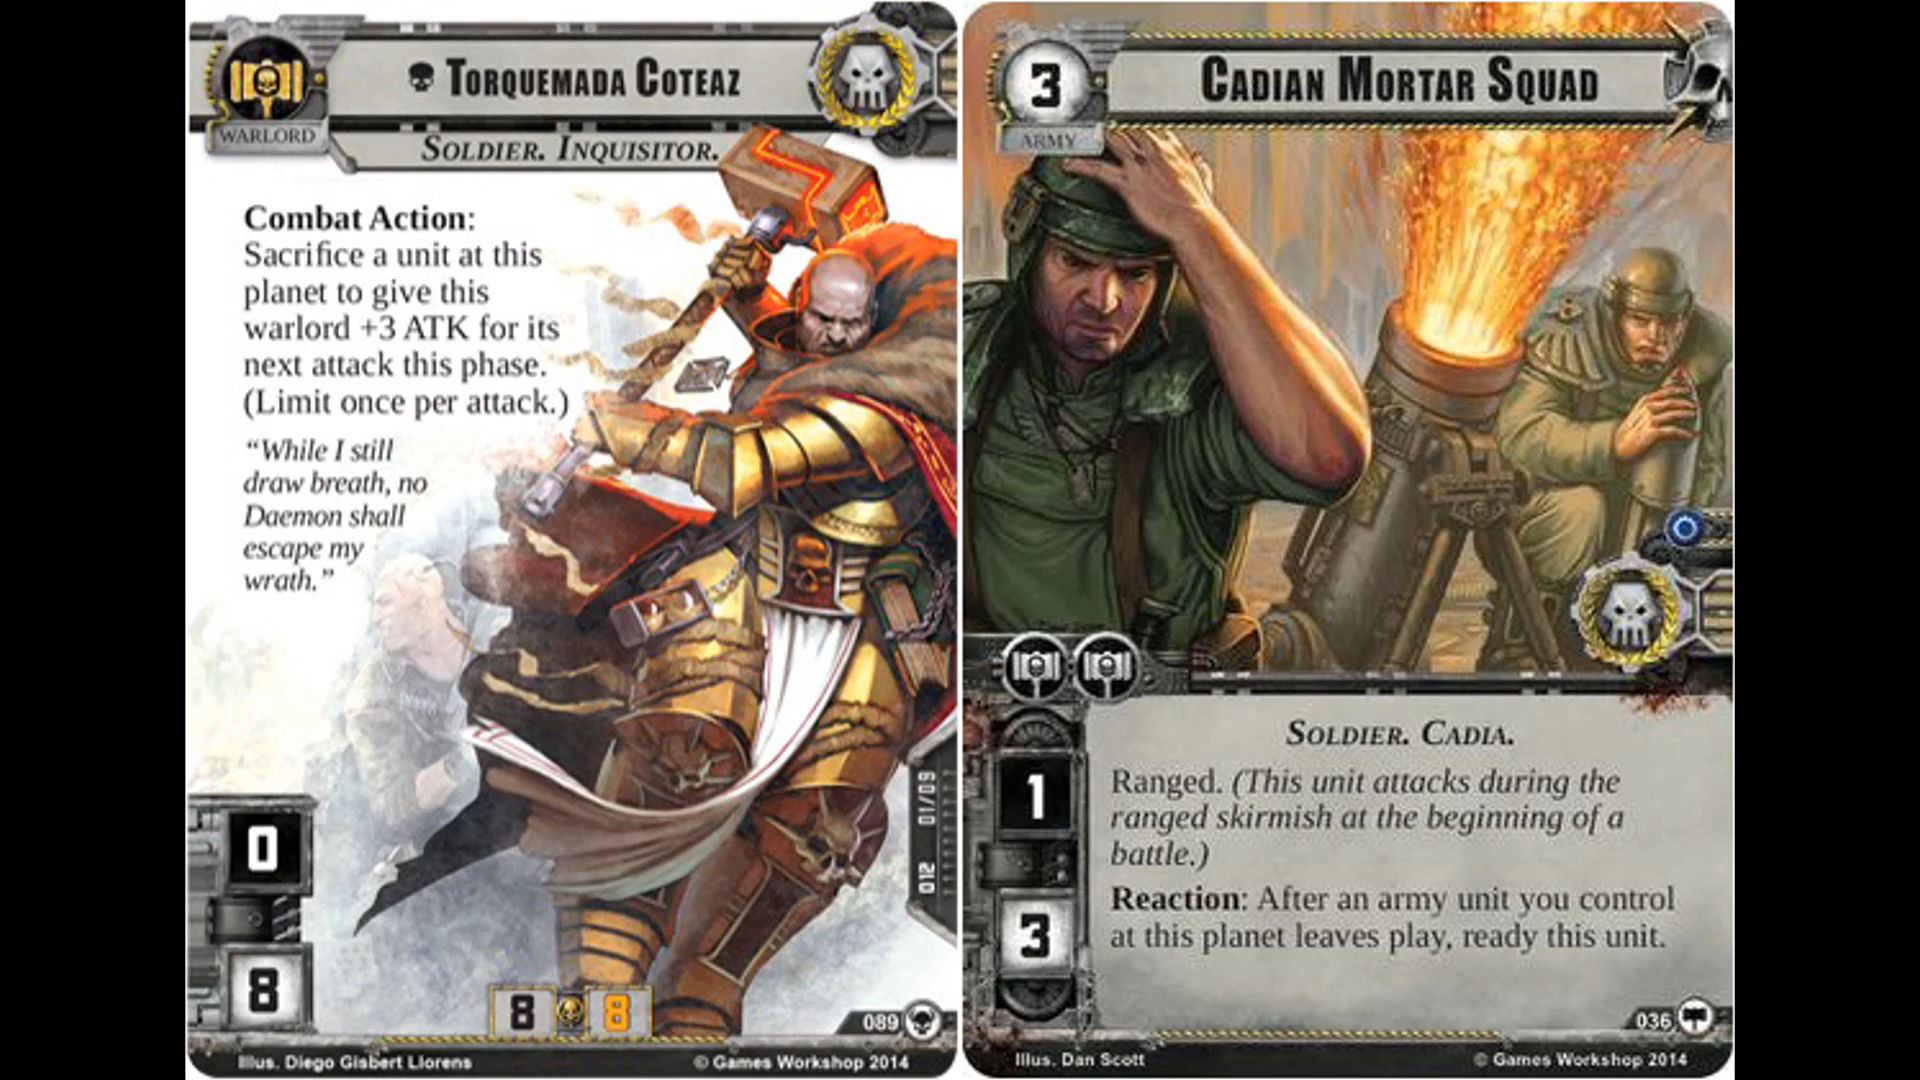 TORQUEMADA COTEAZ
WARLORD
SOLDIER. INQUISITOR.
Combat Action:
Sacrifice a unit at this
planet to give this
warlord +3 ATK for its
next attack this phase.
(Limit once per attack.)
“While I still
draw breath, no
Daemon shall
escape my
wrath.”
012 01/09
0
8
8 8
089
Illus. Diego Gisbert Llorens
© Games Workshop 2014
3
CADIAN MORTAR SQUAD
ARMY
SOLDIER. CADIA.
1
3
Ranged. (This unit attacks during the
ranged skirmish at the beginning of a
battle.)
Reaction: After an army unit you control
at this planet leaves play, ready this unit.
036
Illus. Dan Scott
© Games Workshop 2014